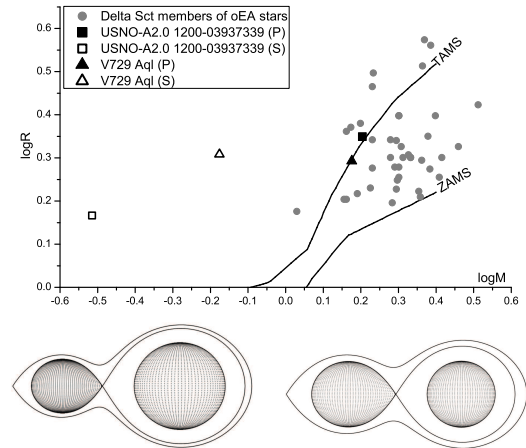 Delta Sct members of oEA stars
USNO-A2.0 1200-03937339 (P)
USNO-A2.0 1200-03937339 (S)
V729 Aql (P)
V729 Aql (S)
TAMS
ZAMS
logR
0.6
0.5
0.4
0.3
0.2
0.1
0.0
logM
-0.6 -0.5 -0.4 -0.3 -0.2 -0.1 0.0 0.1 0.2 0.3 0.4 0.5 0.6